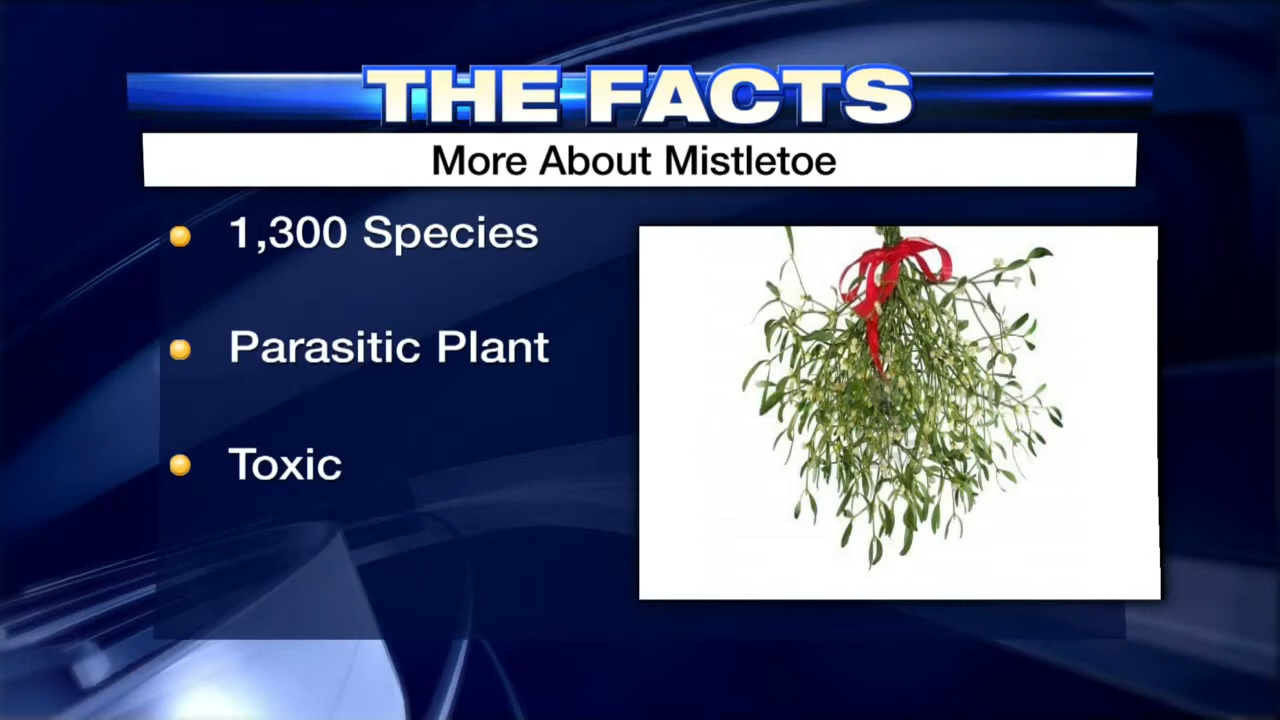 THE FACTS
More About Mistletoe
1,300 Species
Parasitic Plant
Toxic